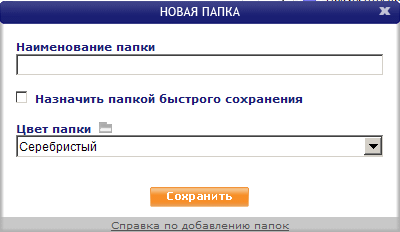 НОВАЯ ПАПКА
Наименование папки
Назначить папкой быстрого сохранения
Цвет папки
Серебристый
Сохранить
Справка по добавлению папок